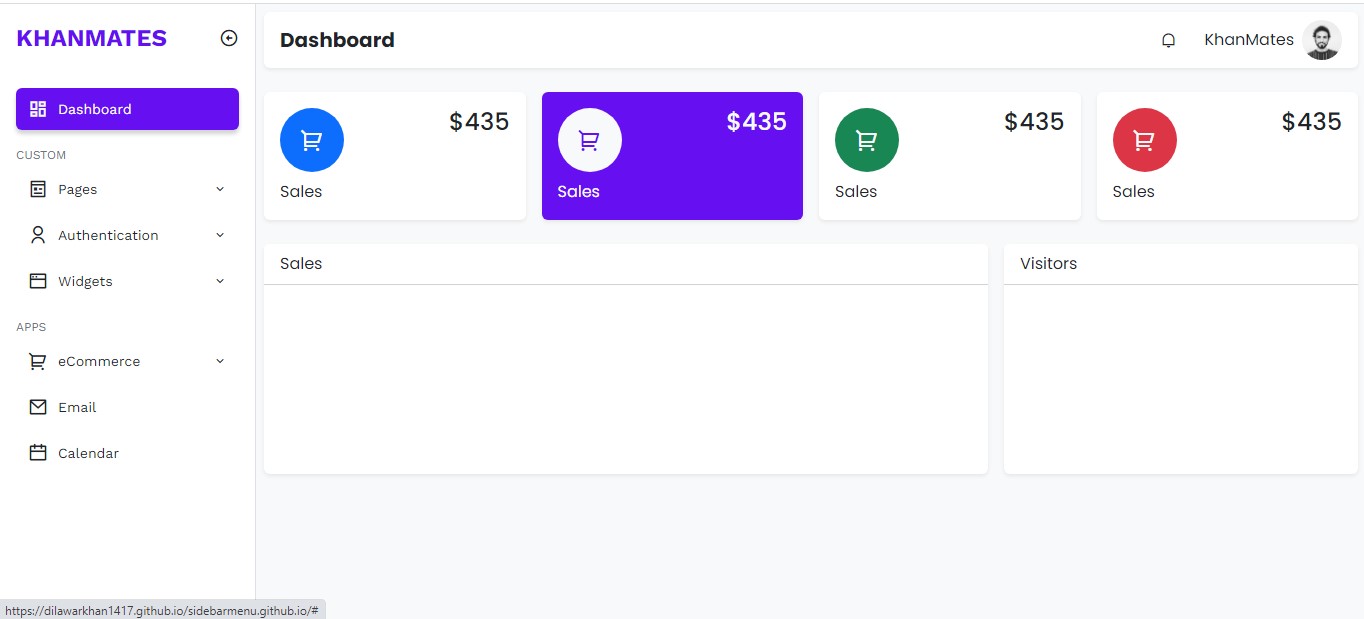 KHANMATES
Dashboard
CUSTOM
Pages
Authentication
Widgets
APPS
eCommerce
Email
Calendar
Dashboard
KhanMates
$435
Sales
$435
Sales
$435
Sales
$435
Sales
Sales
Visitors
https://dilawarkhan1417.github.io/sidebarmenu.github.io/#